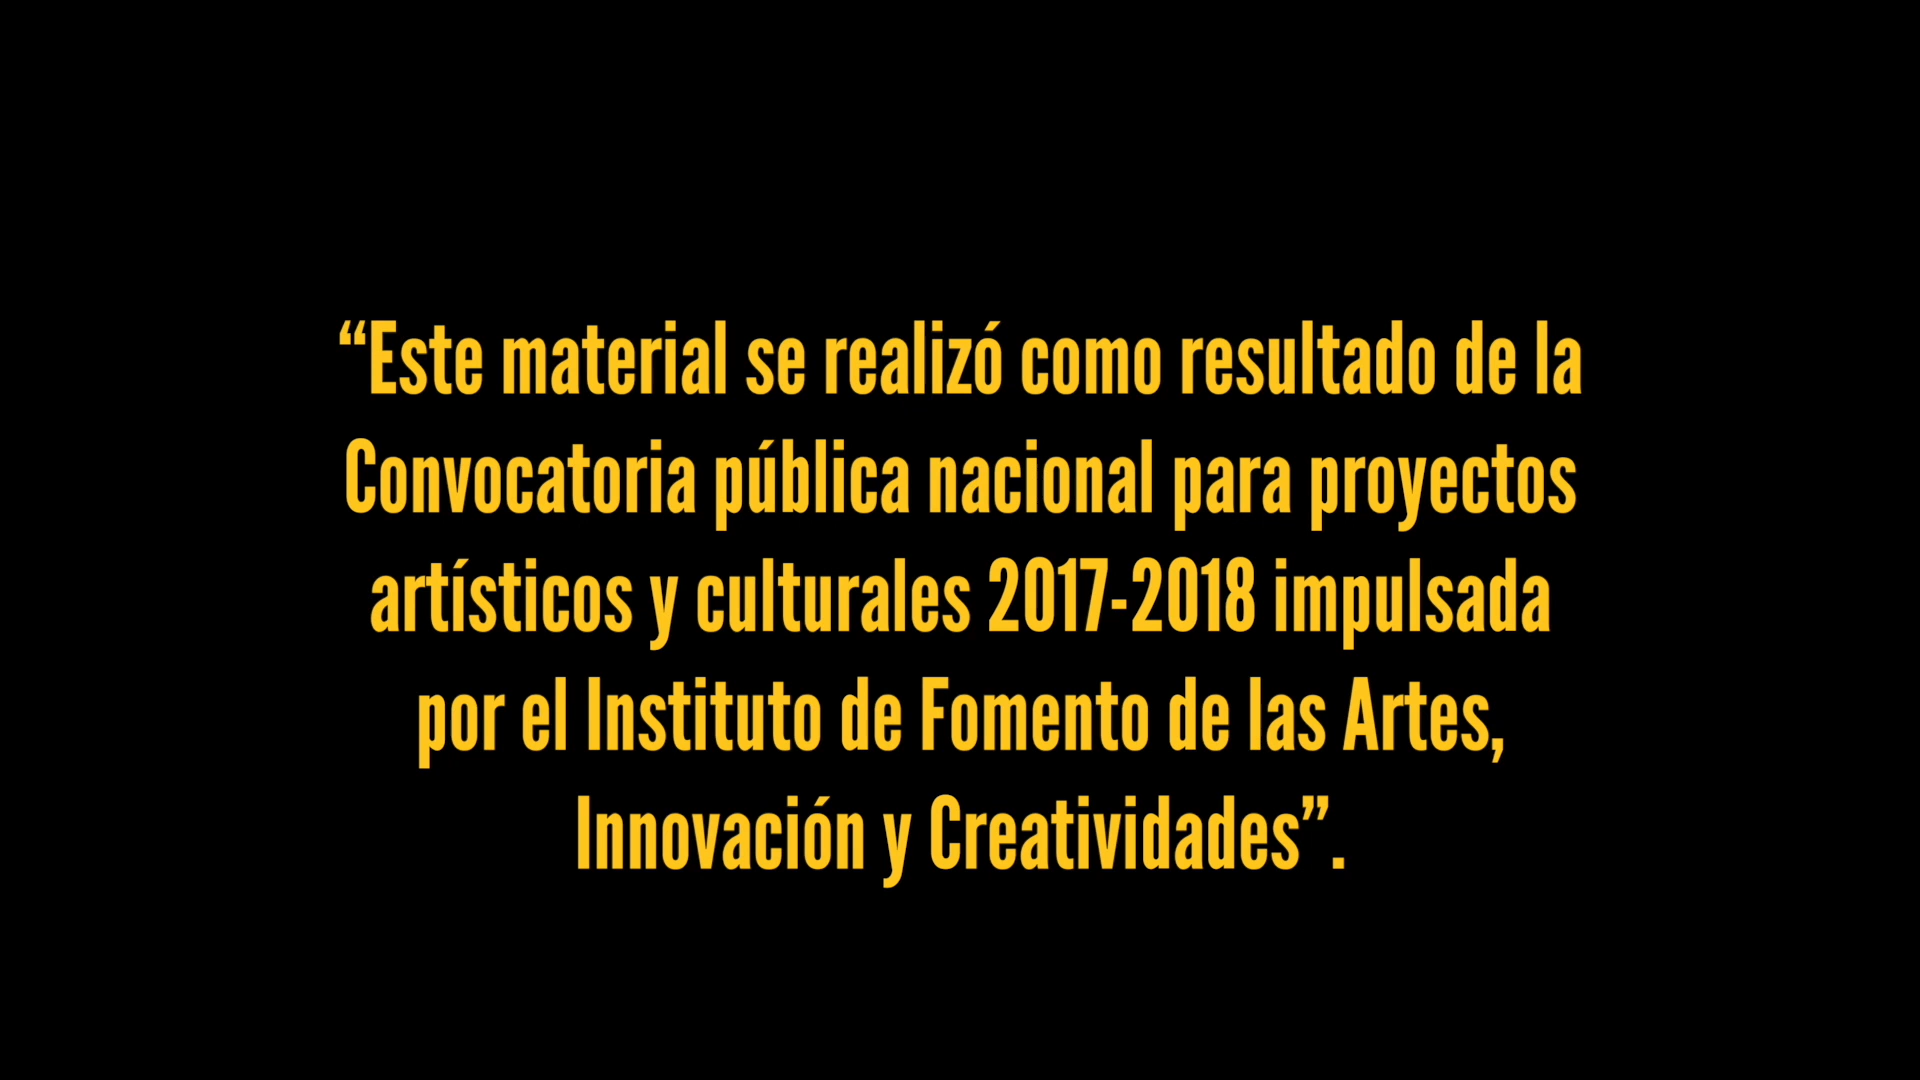 “Este material se realizó como resultado de la
Convocatoria pública nacional para proyectos
artísticos y culturales 2017-2018 impulsada
por el Instituto de Fomento de las Artes,
Innovación y Creatividades”.